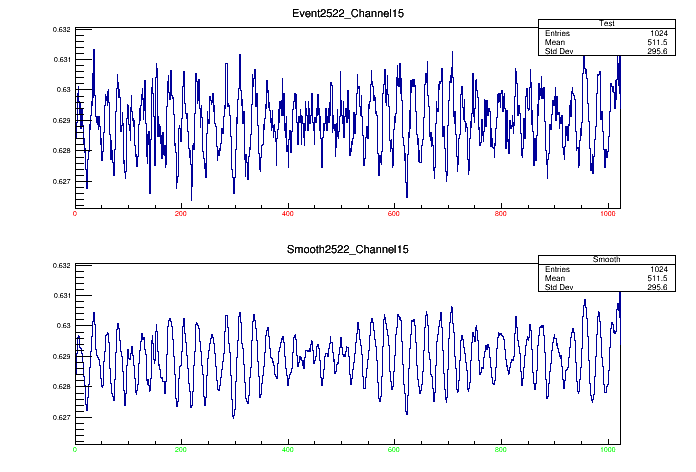 Event2522_Channel15
Test
Entries 1024
Mean 511.5
Std Dev 295.6
0.632
0.631
0.63
0.629
0.628
0.627
0 200 400 600 800 1000
Smooth2522_Channel15
Smooth
Entries 1024
Mean 511.5
Std Dev 295.6
0.632
0.631
0.63
0.629
0.628
0.627
0 200 400 600 800 1000